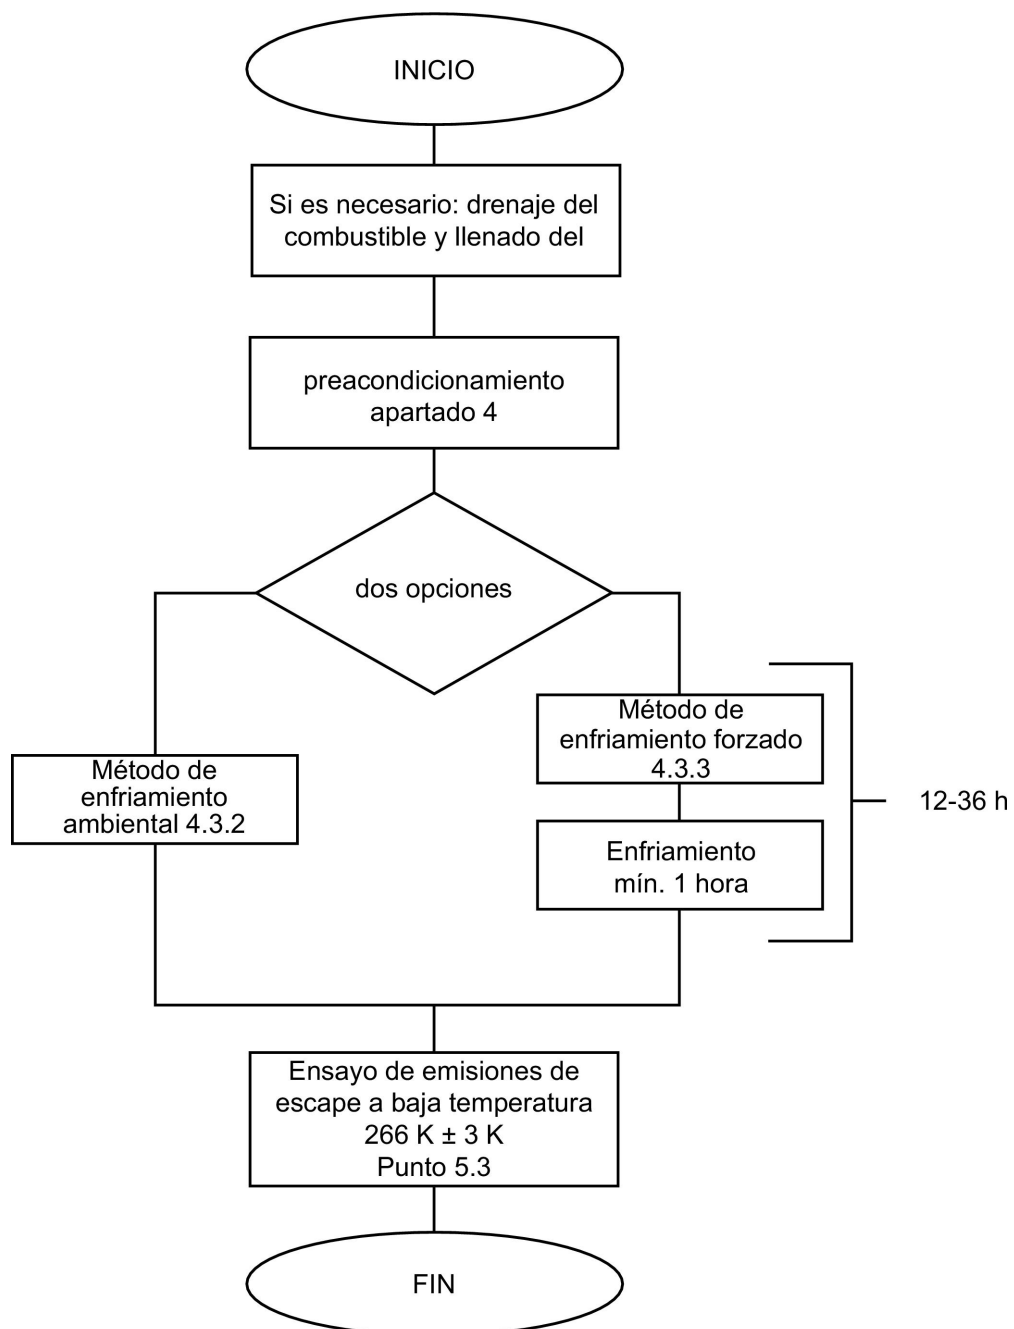 INICIO
Si es necesario: drenaje del
combustible y llenado del
preacondicionamiento
apartado 4
dos opciones
Método de
enfriamiento
ambiental 4.3.2
Método de
enfriamiento forzado
4.3.3
Enfriamiento
mín. 1 hora
12-36 h
Ensayo de emisiones de
escape a baja temperatura
266 K ± 3 K
Punto 5.3
FIN